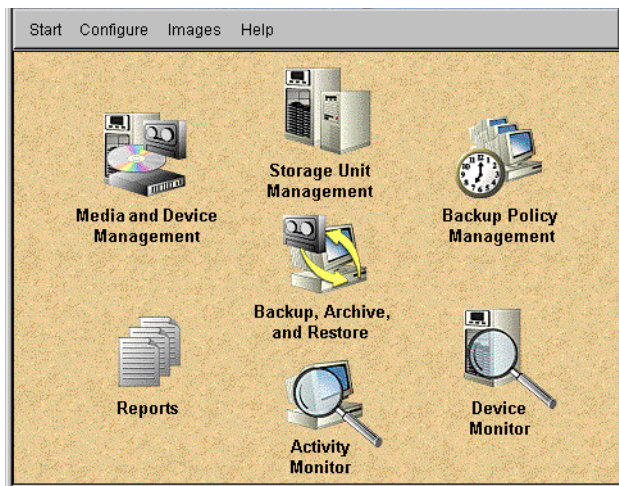 Start Configure Images Help
Storage Unit
Management
Media and Device
Management
Backup Policy
Management
Backup, Archive,
and Restore
Reports
Device
Monitor
Activity
Monitor